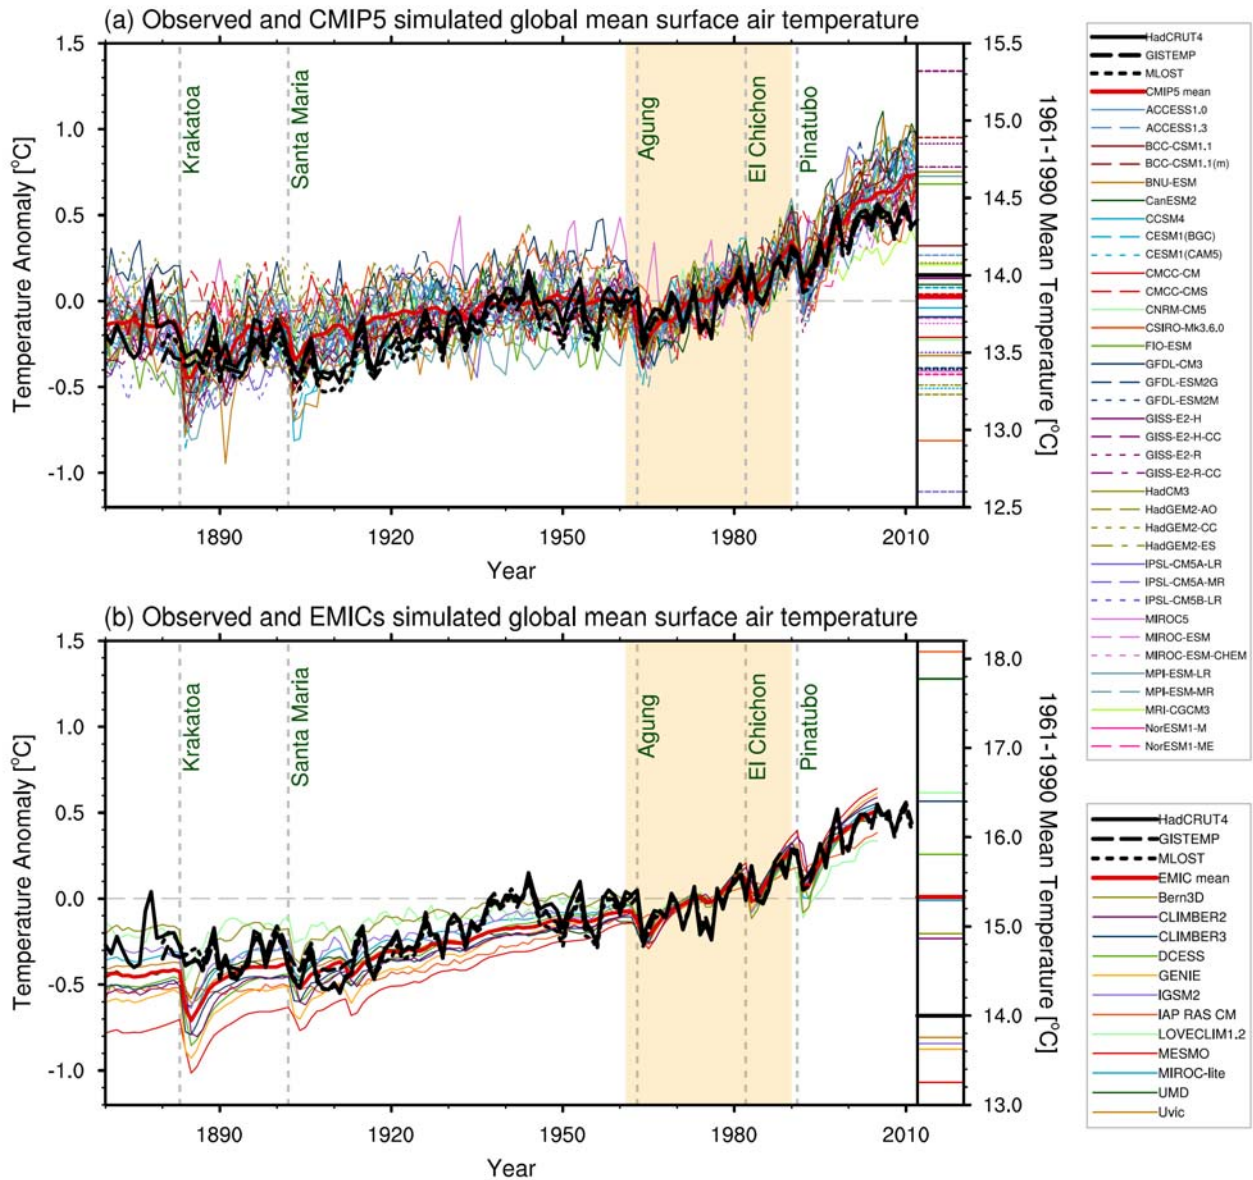 (a) Observed and CMIP5 simulated global mean surface air temperature
1.5
1.0
0.5
0.0
-0.5
-1.0
Temperature Anomaly [°C]
Krakatoa
Santa Maria
Agung
El Chichon
Pinatubo
15.5
15.0
14.5
14.0
13.5
13.0
12.5
1961-1990 Mean Temperature [°C]
1890
1920
1950
1980
2010
Year
HadCRUT4
GISTEMP
MLOST
CMIP5 mean
ACCESS1.0
ACCESS1.3
BCC-CSM1.1
BCC-CSM1.1(m)
BNU-ESM
CanESM2
CCSM4
CESM1(BGC)
CESM1(CAM5)
CMCC-CM
CMCC-CMS
CNRM-CM5
CSIRO-Mk3.6.0
FIO-ESM
GFDL-CM3
GFDL-ESM2G
GFDL-ESM2M
GISS-E2-H
GISS-E2-H-CC
GISS-E2-R
GISS-E2-R-CC
HadCM3
HadGEM2-AO
HadGEM2-CC
HadGEM2-ES
IPSL-CM5A-LR
IPSL-CM5A-MR
IPSL-CM5B-LR
MIROC5
MIROC-ESM
MIROC-ESM-CHEM
MPI-ESM-LR
MPI-ESM-MR
MRI-CGCM3
NorESM1-M
NorESM1-ME
(b) Observed and EMICs simulated global mean surface air temperature
1.5
1.0
0.5
0.0
-0.5
-1.0
Temperature Anomaly [°C]
Krakatoa
Santa Maria
Agung
El Chichon
Pinatubo
18.0
17.0
16.0
15.0
14.0
13.0
1961-1990 Mean Temperature [°C]
1890
1920
1950
1980
2010
Year
HadCRUT4
GISTEMP
MLOST
EMIC mean
Bern3D
CLIMBER2
CLIMBER3
DCESS
GENIE
IGSM2
IAP RAS CM
LOVECLIM1.2
MESMO
MIROC-lite
UMD
Uvic